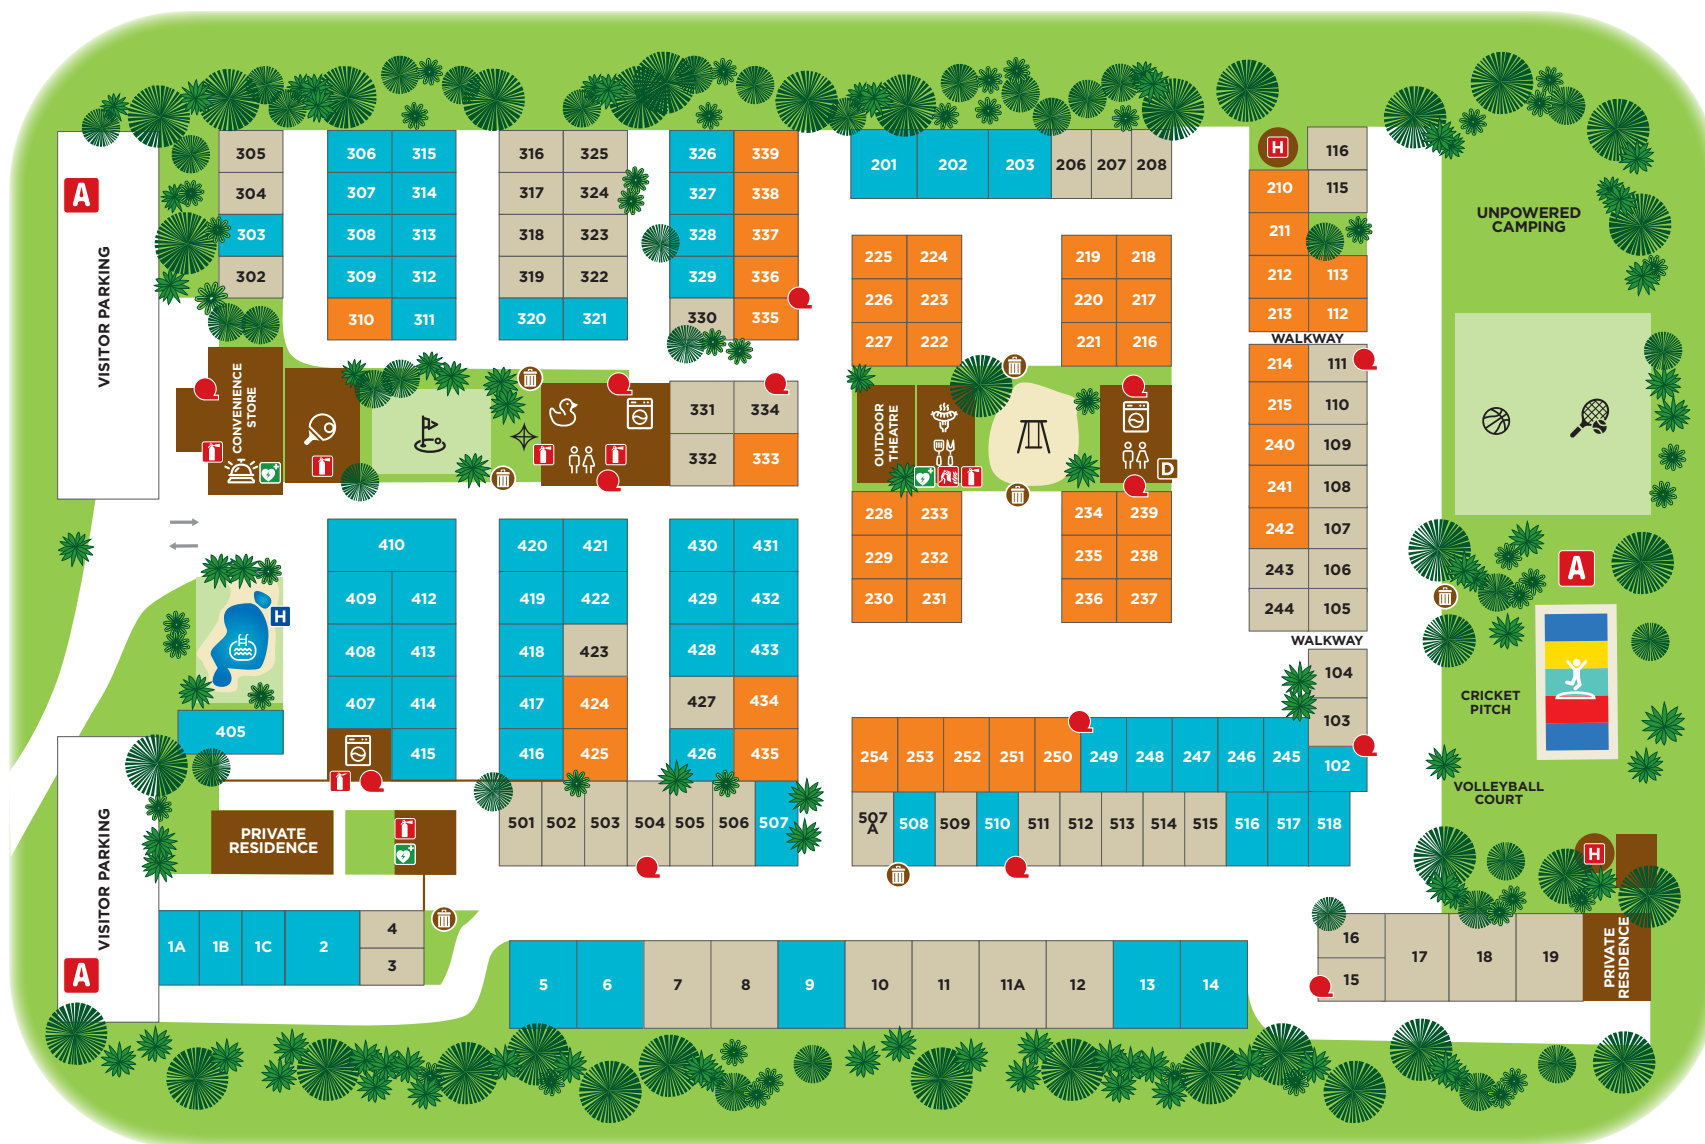 A
VISITOR PARKING
305
304
303
302
306 315
307 314
308 313
309 312
310 311
316 325
317 324
318 323
319 322
320 321
326 339
327 338
328 337
329 336
330 335
331 334
332 333
201 202 203 206 207 208
225 224
226 223
227 222
219 218
220 217
221 216
H
116
210 115
211
212 113
213 112
WALKWAY
214 111
215 110
240 109
241 108
242 107
243 106
244 105
WALKWAY
104
103
102
UNPOWERED
CAMPING
CONVENIENCE
STORE
OUTDOOR
THEATRE
D
228 233
229 232
230 231
234 239
235 238
236 237
H
405
410
409 412
408 413
407 414
415
420 421
419 422
418 423
417 424
416 425
430 431
429 432
428 433
427 434
426 435
254 253 252 251 250 249 248 247 246 245
501 502 503 504 505 506 507
507
A
508 509 510 511 512 513 514 515 516 517 518
A
CRICKET
PITCH
VOLLEYBALL
COURT
H
PRIVATE
RESIDENCE
VISITOR PARKING
A
1A 1B 1C 2
4
3
5 6 7 8 9 10 11 11A 12 13 14
16
15
17 18 19
PRIVATE
RESIDENCE